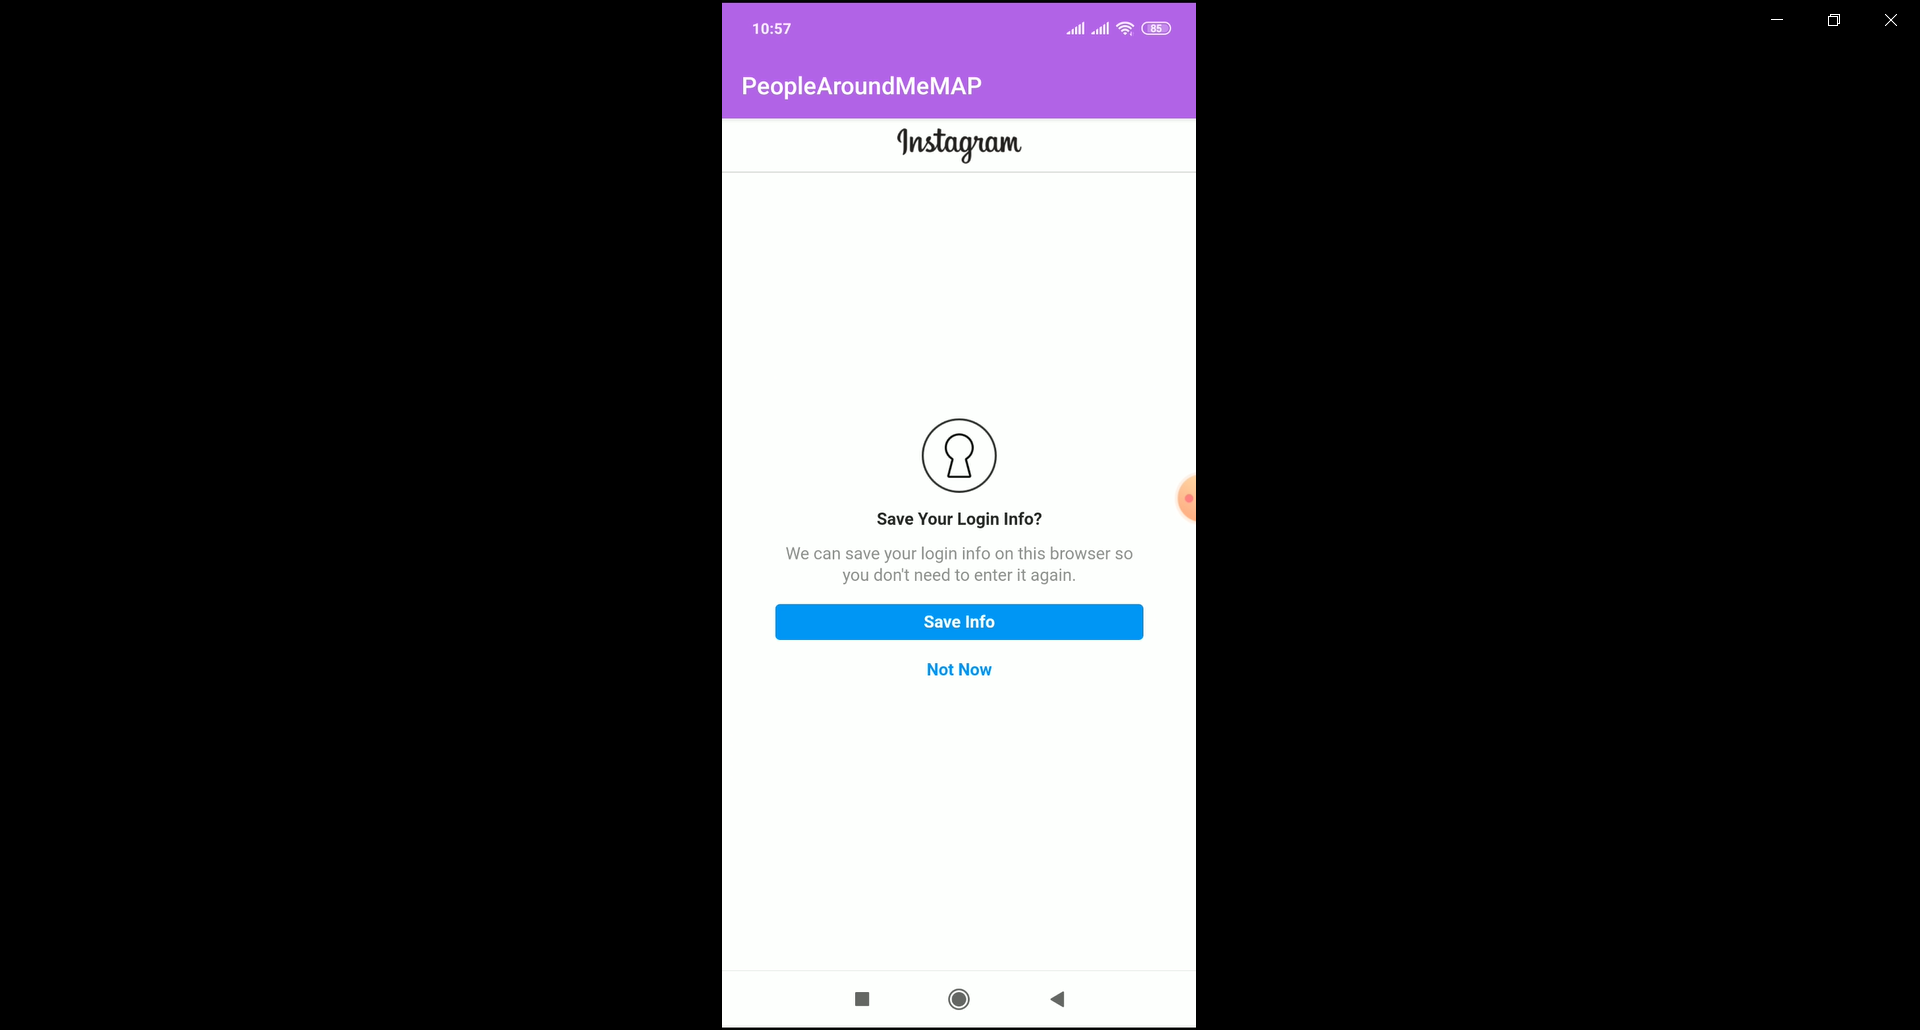 10:57
85
PeopleAroundMeMAP
Instagram
Save Your Login Info?
We can save your login info on this browser so
you don't need to enter it again.
Save Info
Not Now